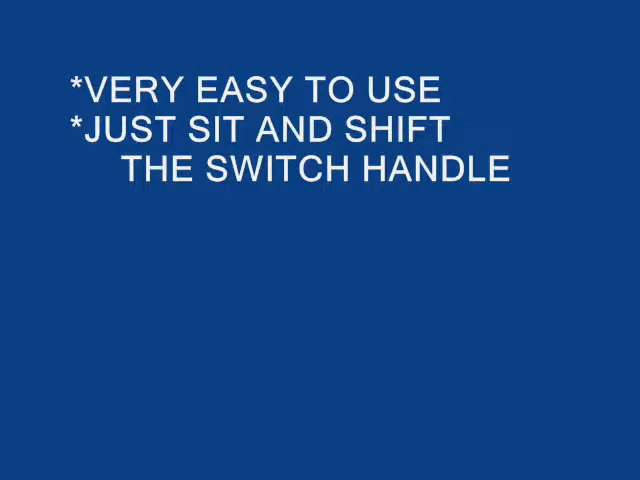 *VERY EASY TO USE
*JUST SIT AND SHIFT
THE SWITCH HANDLE